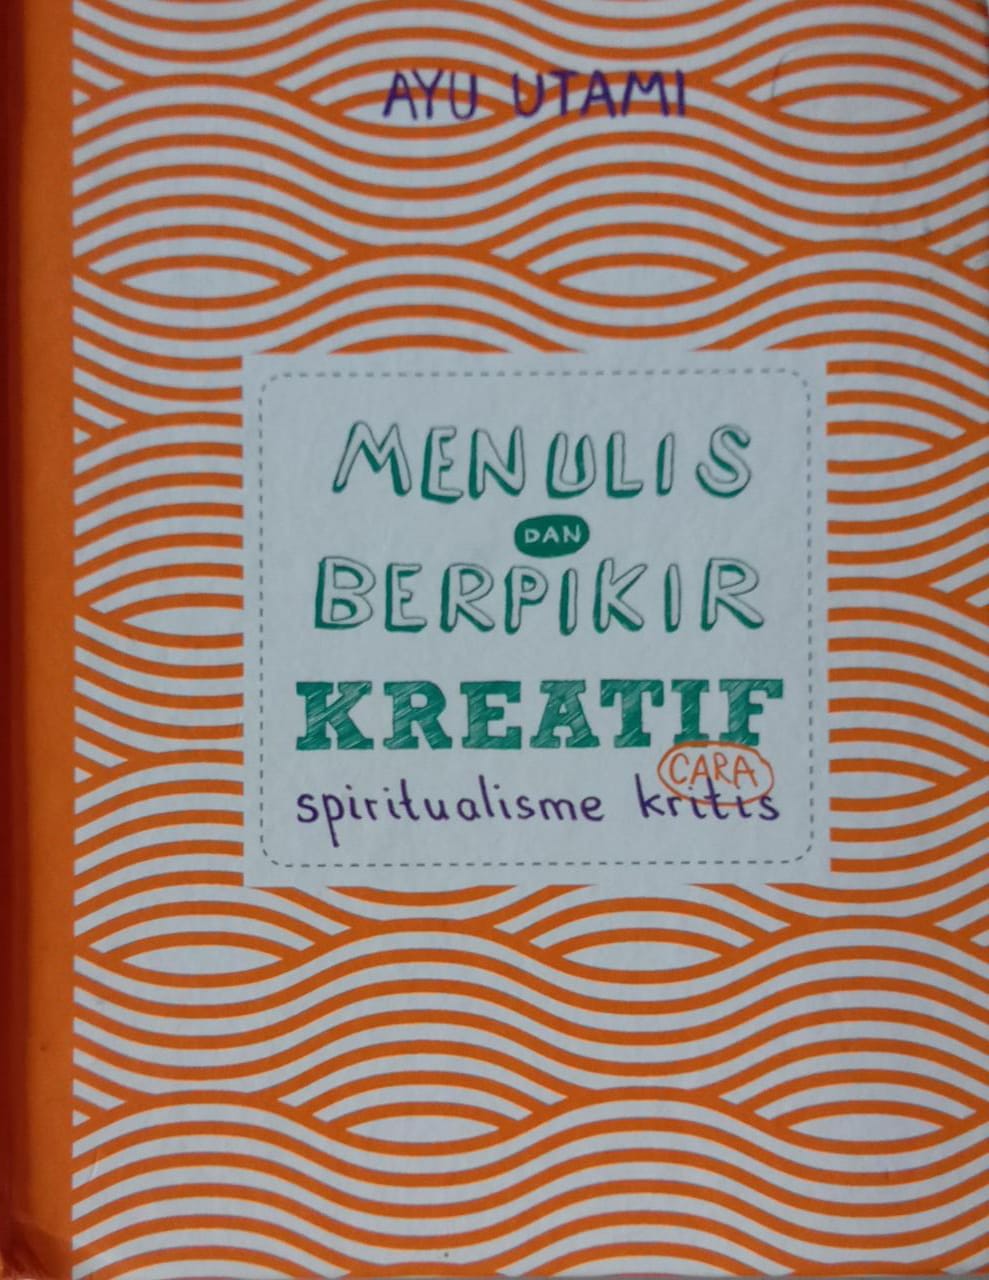 AYU UTAMI
MENULIS
DAN
BERPIKIR
KREATIF
CARA
spiritualisme kritis